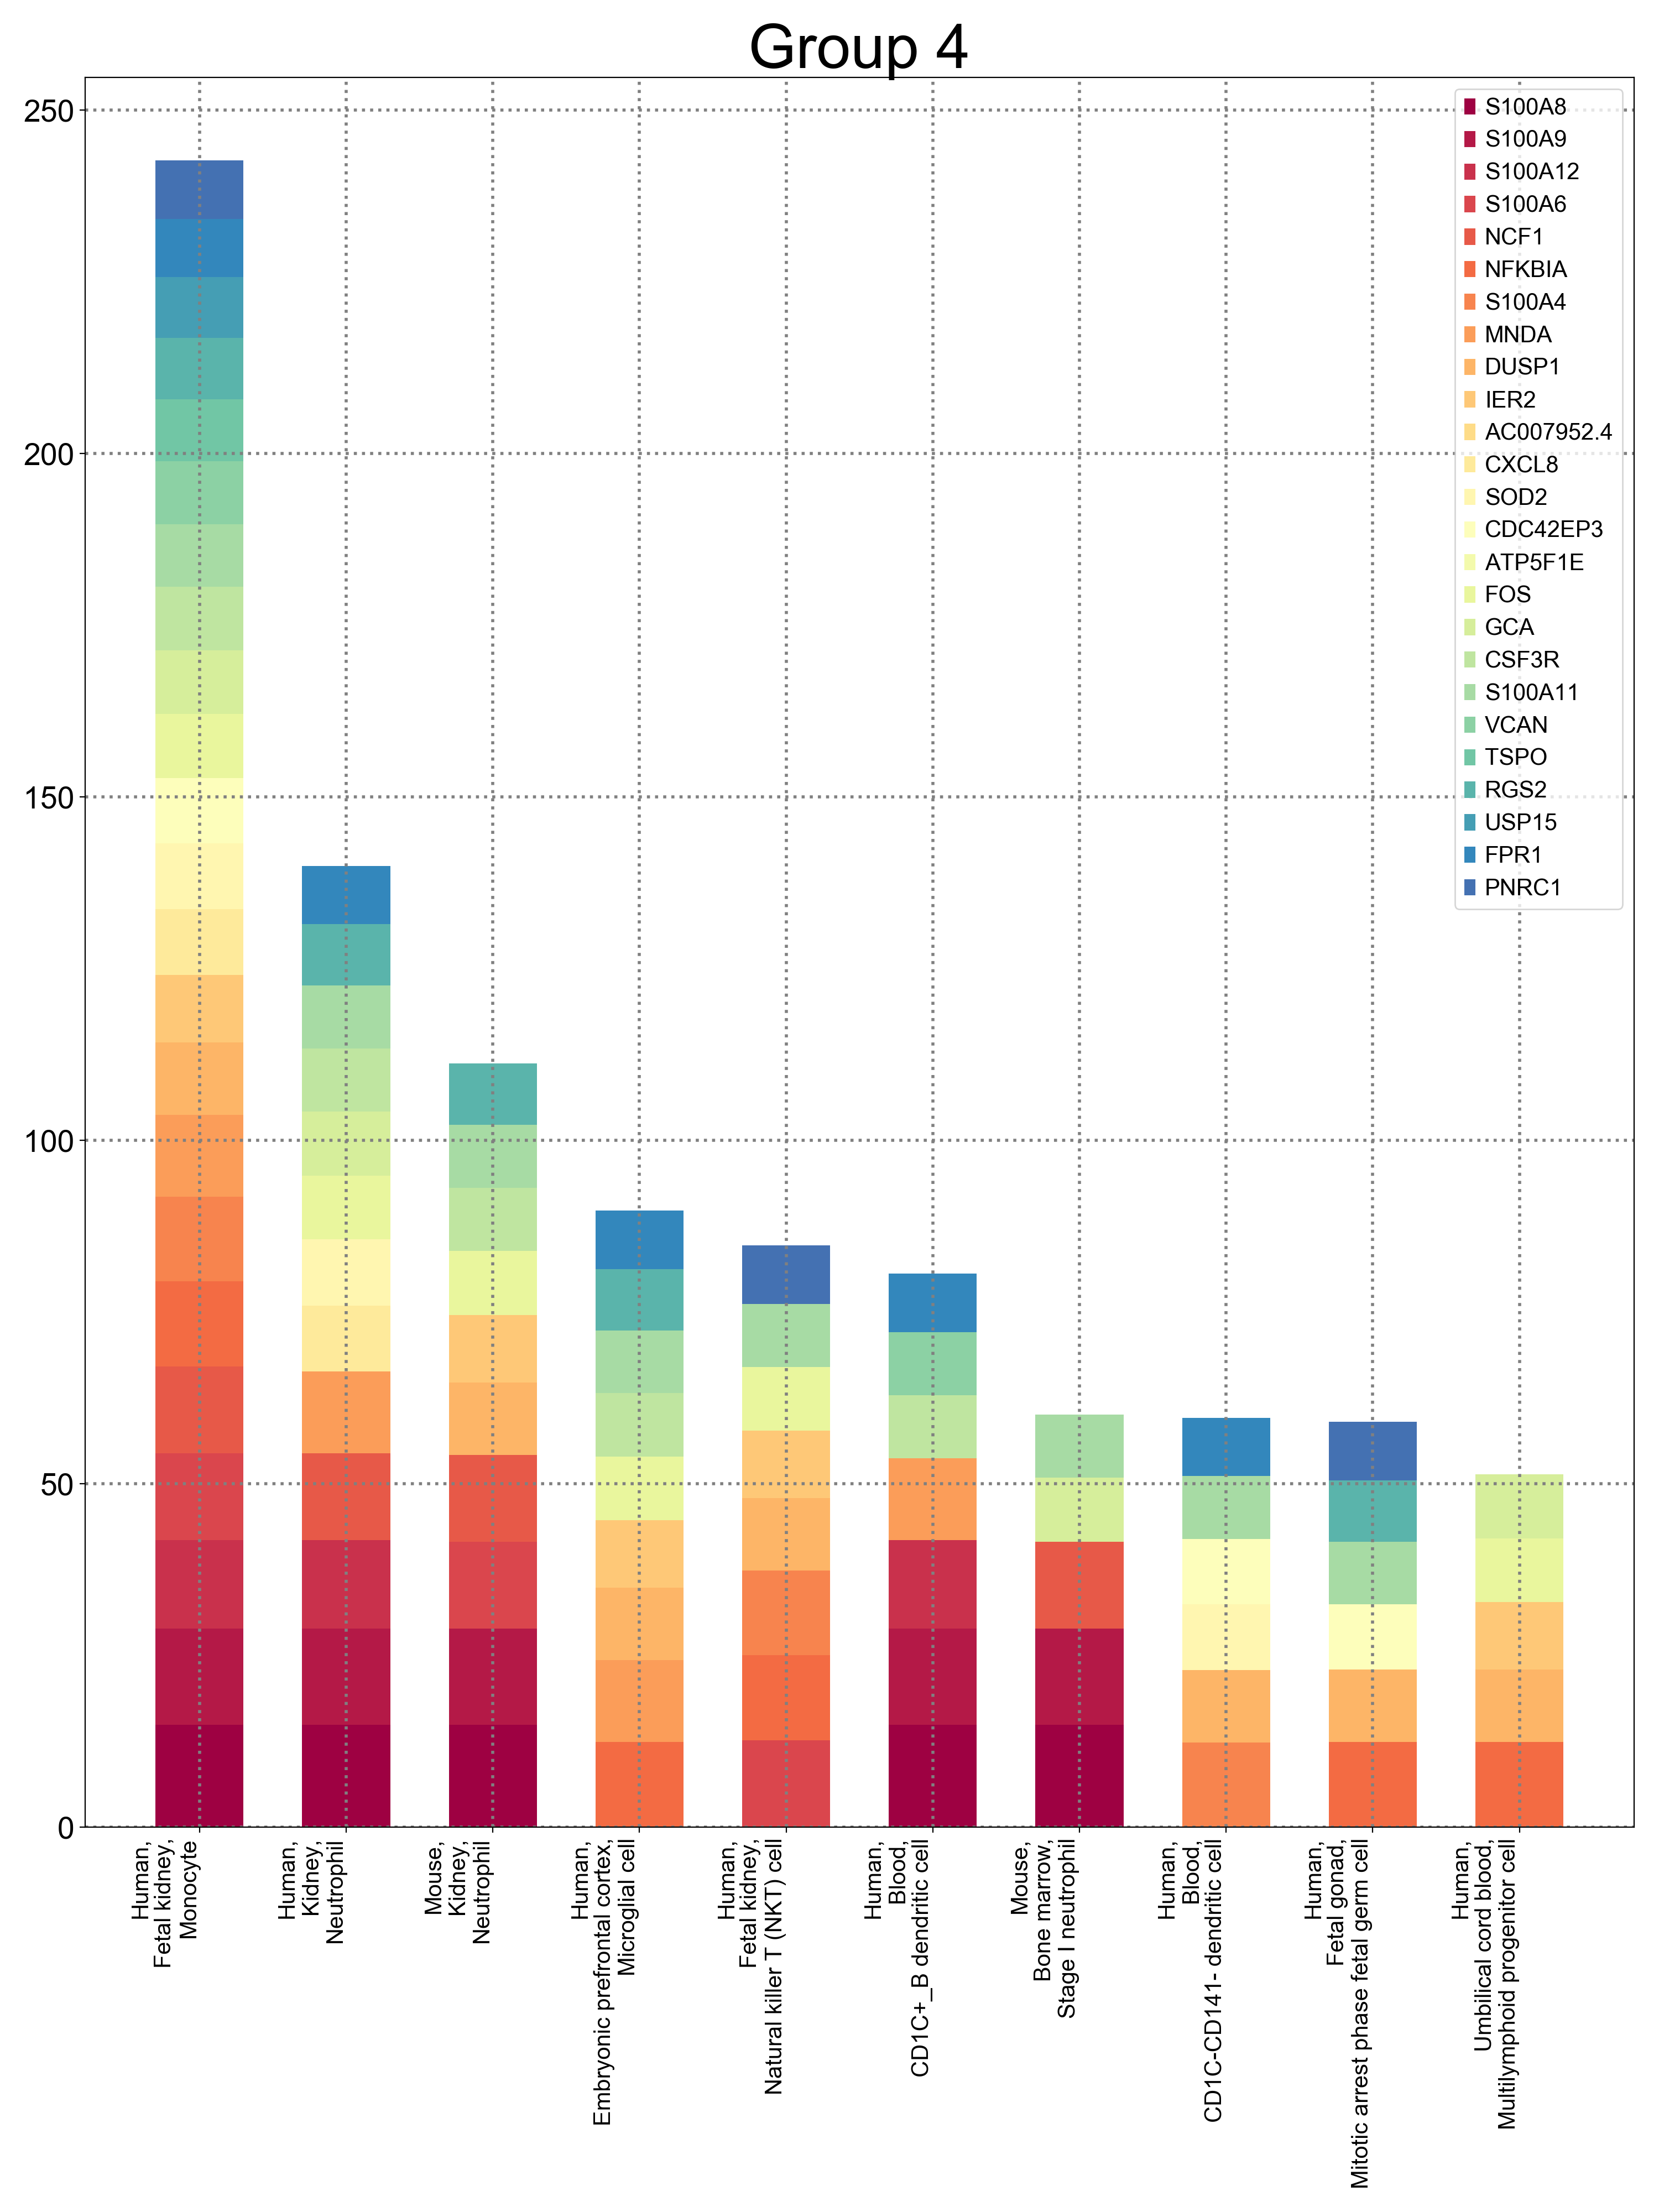 Group 4
250
200
150
100
50
0
S100A8
S100A9
S100A12
S100A6
NCF1
NFKBIA
S100A4
MNDA
DUSP1
IER2
AC007952.4
CXCL8
SOD2
CDC42EP3
ATP5F1E
FOS
GCA
CSF3R
S100A11
VCAN
TSPO
RGS2
USP15
FPR1
PNRC1
Human,
Fetal kidney,
Monocyte
Human,
Kidney,
Neutrophil
Mouse,
Kidney,
Neutrophil
Human,
Embryonic prefrontal cortex,
Microglial cell
Human,
Fetal kidney,
Natural killer T (NKT) cell
Human,
Blood,
CD1C+_B dendritic cell
Mouse,
Bone marrow,
Stage I neutrophil
Human,
Blood,
CD1C-CD141- dendritic cell
Human,
Fetal gonad,
Mitotic arrest phase fetal germ cell
Human,
Umbilical cord blood,
Multilymphoid progenitor cell